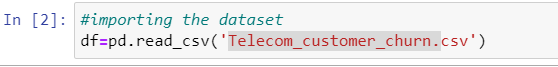 In [2]: #importing the dataset
df=pd.read_csv('Telecom_customer_churn.csv')